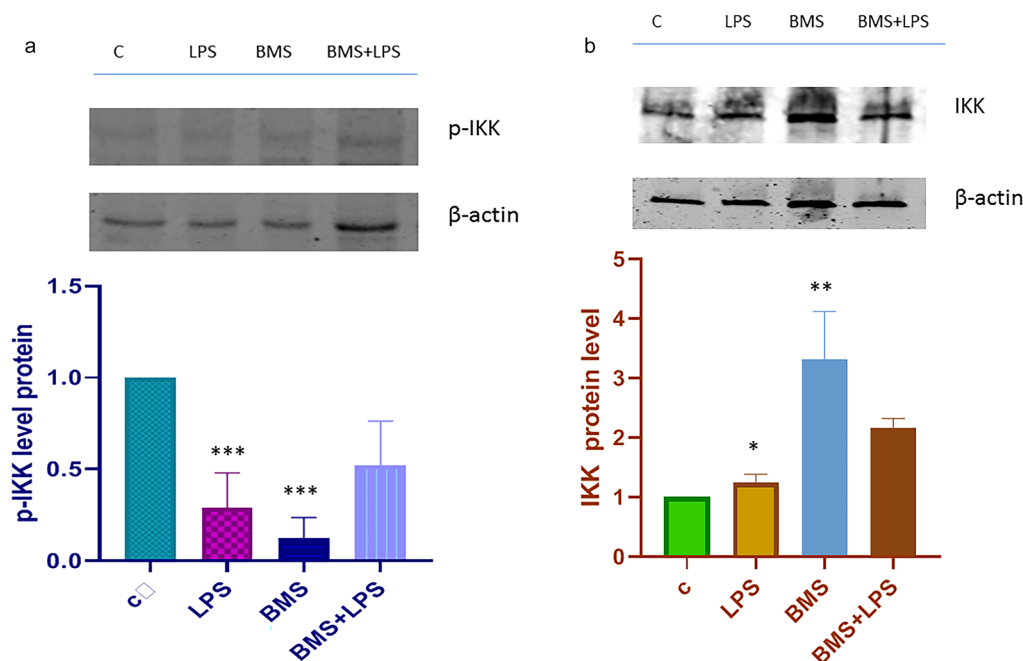 a
C LPS BMS BMS+LPS
p-IKK
β-actin
1.5
1.0
0.5
0.0
p-IKK level protein
***
***
c◇
LPS
BMS
BMS+LPS
b
C LPS BMS BMS+LPS
IKK
β-actin
5
4
3
2
1
0
IKK protein level
*
**
c
LPS
BMS
BMS+LPS